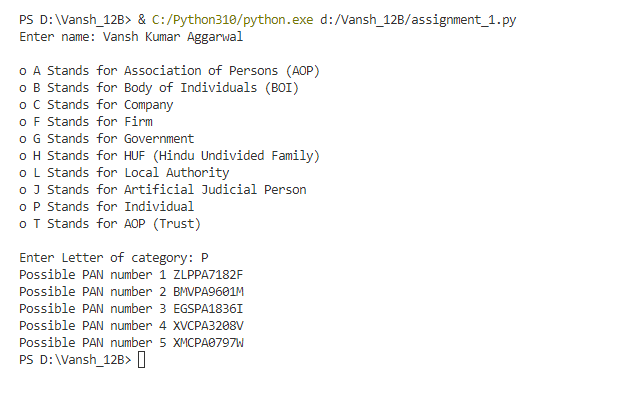 PS D:\Vansh_12B> & C:/Python310/python.exe d:/Vansh_12B/assignment_1.py
Enter name: Vansh Kumar Aggarwal
o A Stands for Association of Persons (AOP)
o B Stands for Body of Individuals (BOI)
o C Stands for Company
o F Stands for Firm
o G Stands for Government
o H Stands for HUF (Hindu Undivided Family)
o L Stands for Local Authority
o J Stands for Artificial Judicial Person
o P Stands for Individual
o T Stands for AOP (Trust)
Enter Letter of category: P
Possible PAN number 1 ZLPPA7182F
Possible PAN number 2 BMVPA9601M
Possible PAN number 3 EGSPA1836I
Possible PAN number 4 XVCPA3208V
Possible PAN number 5 XMCPA0797W
PS D:\Vansh_12B>